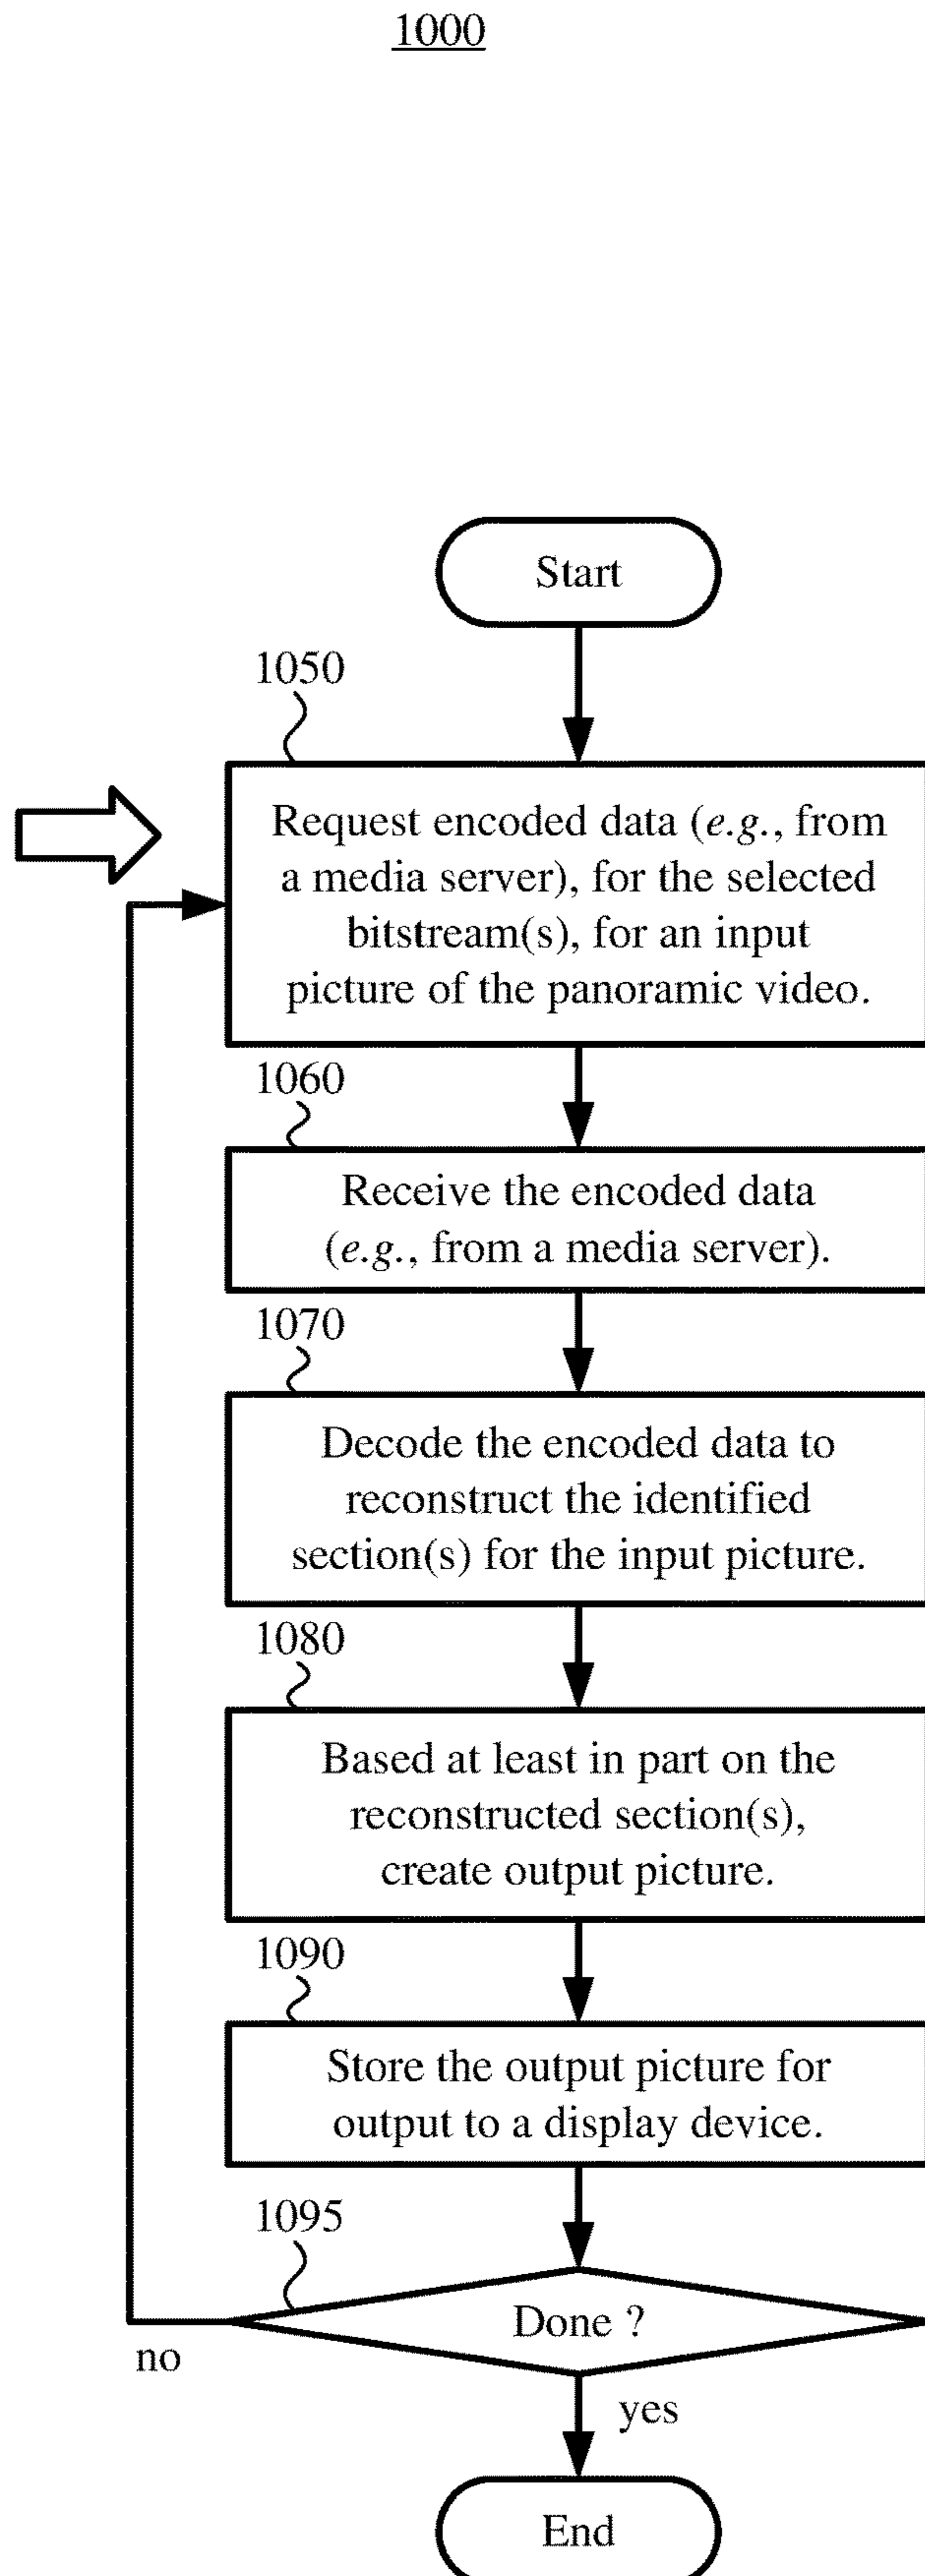 1000
Start
1050
Request encoded data (e.g., from
a media server), for the selected
bitstream(s), for an input
picture of the panoramic video.
1060
Receive the encoded data
(e.g., from a media server).
1070
Decode the encoded data to
reconstruct the identified
section(s) for the input picture.
1080
Based at least in part on the
reconstructed section(s),
create output picture.
1090
Store the output picture for
output to a display device.
1095
Done ?
no
yes
End